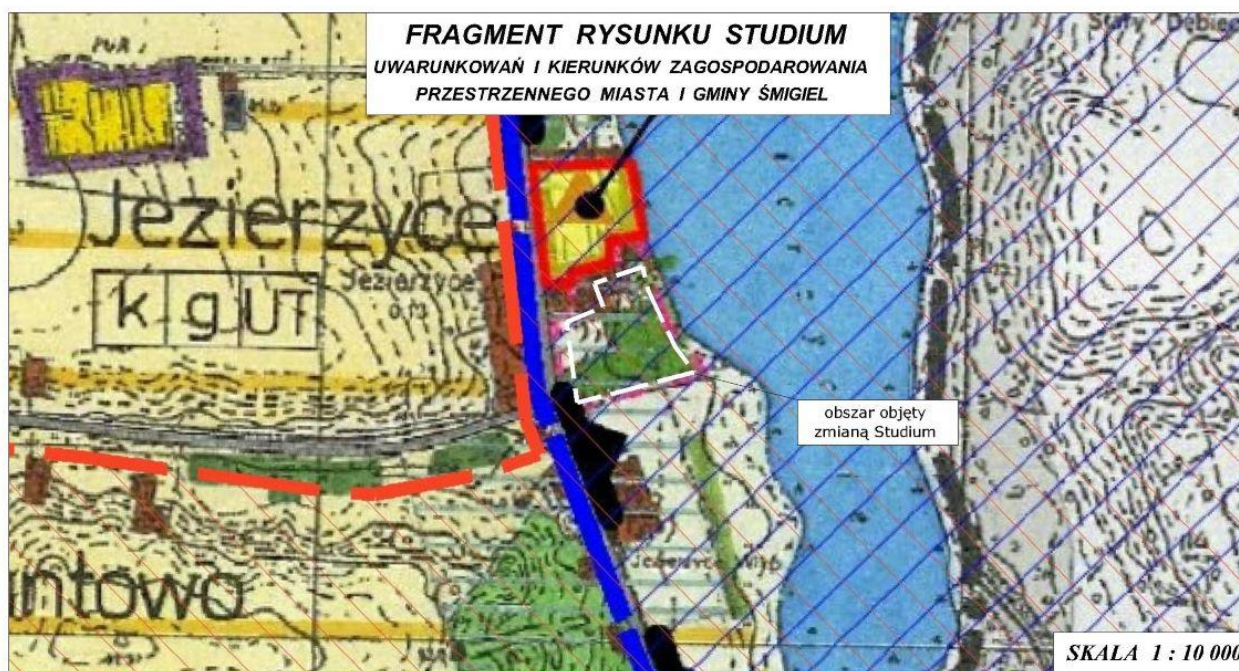 FRAGMENT RYSUNKU STUDIUM
UWARUNKOWAŃ I KIERUNKÓW ZAGOSPODAROWANIA
PRZESTRZENNEGO MIASTA I GMINY ŚMIGIEL
Jezierzyce
Jezierzyce
k g UT
obszar objęty
zmianą Studium
ntowo
SKALA 1 : 10 000